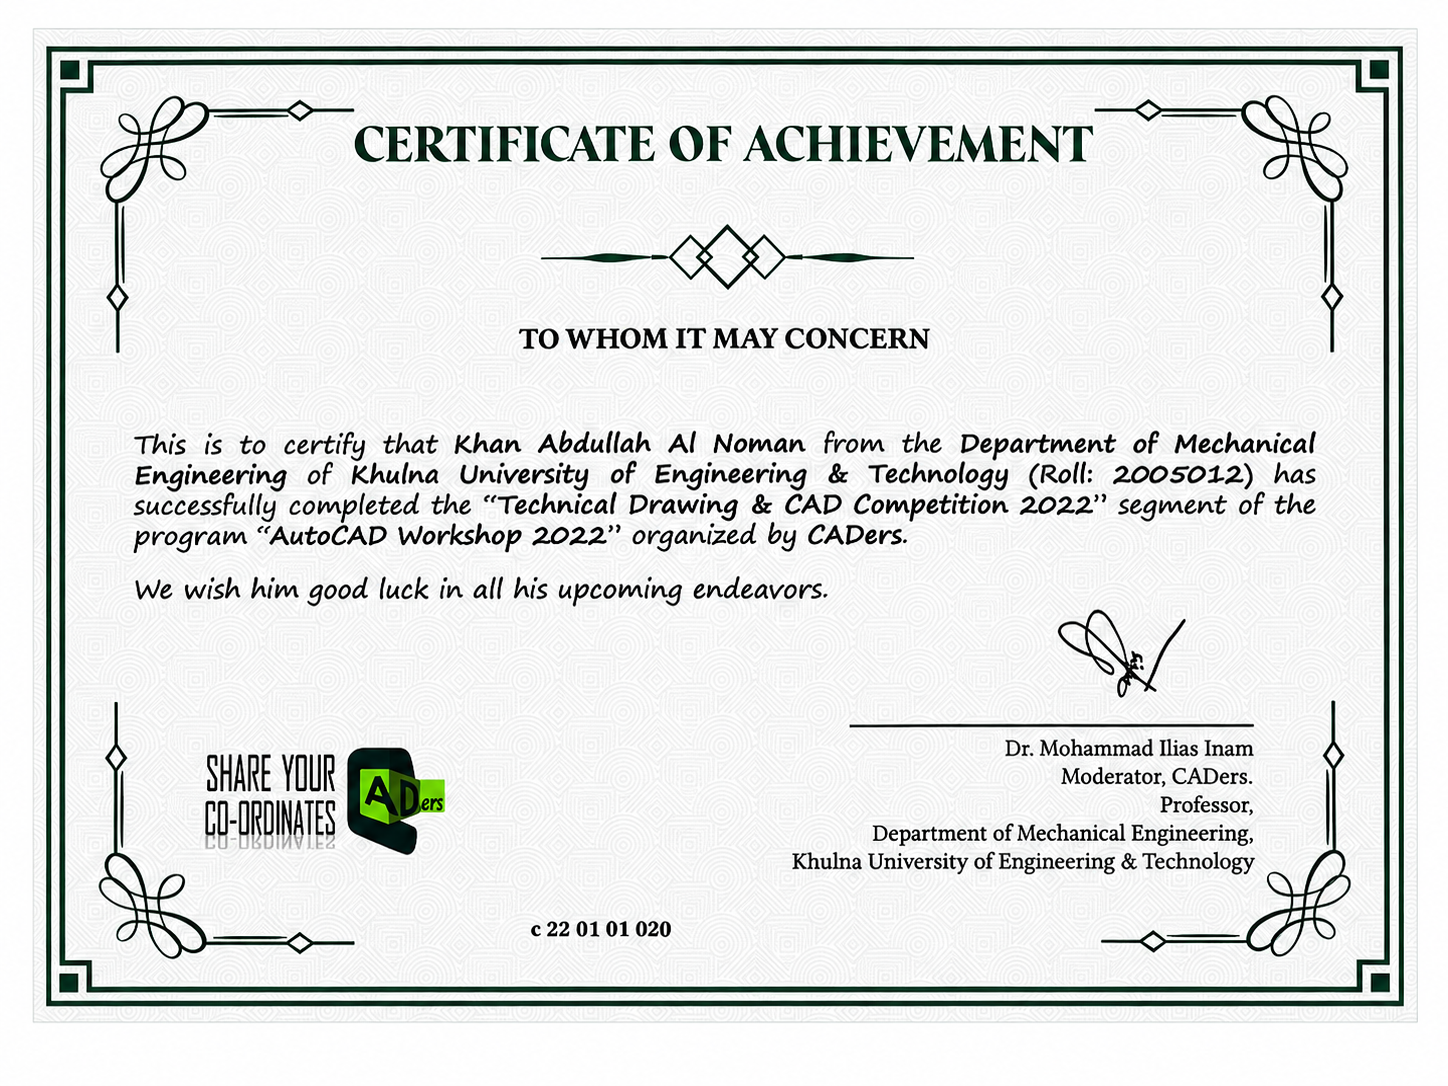 CERTIFICATE OF ACHIEVEMENT
TO WHOM IT MAY CONCERN
This is to certify that Khan Abdullah Al Noman from the Department of Mechanical
Engineering of Khulna University of Engineering & Technology (Roll: 2005012) has
successfully completed the “Technical Drawing & CAD Competition 2022” segment of the
program “AutoCAD Workshop 2022” organized by CADers.
We wish him good luck in all his upcoming endeavors.
SHARE YOUR
CO-ORDINATES
CADers
Dr. Mohammad Ilias Inam
Moderator, CADers.
Professor,
Department of Mechanical Engineering,
Khulna University of Engineering & Technology
c 22 01 01 020